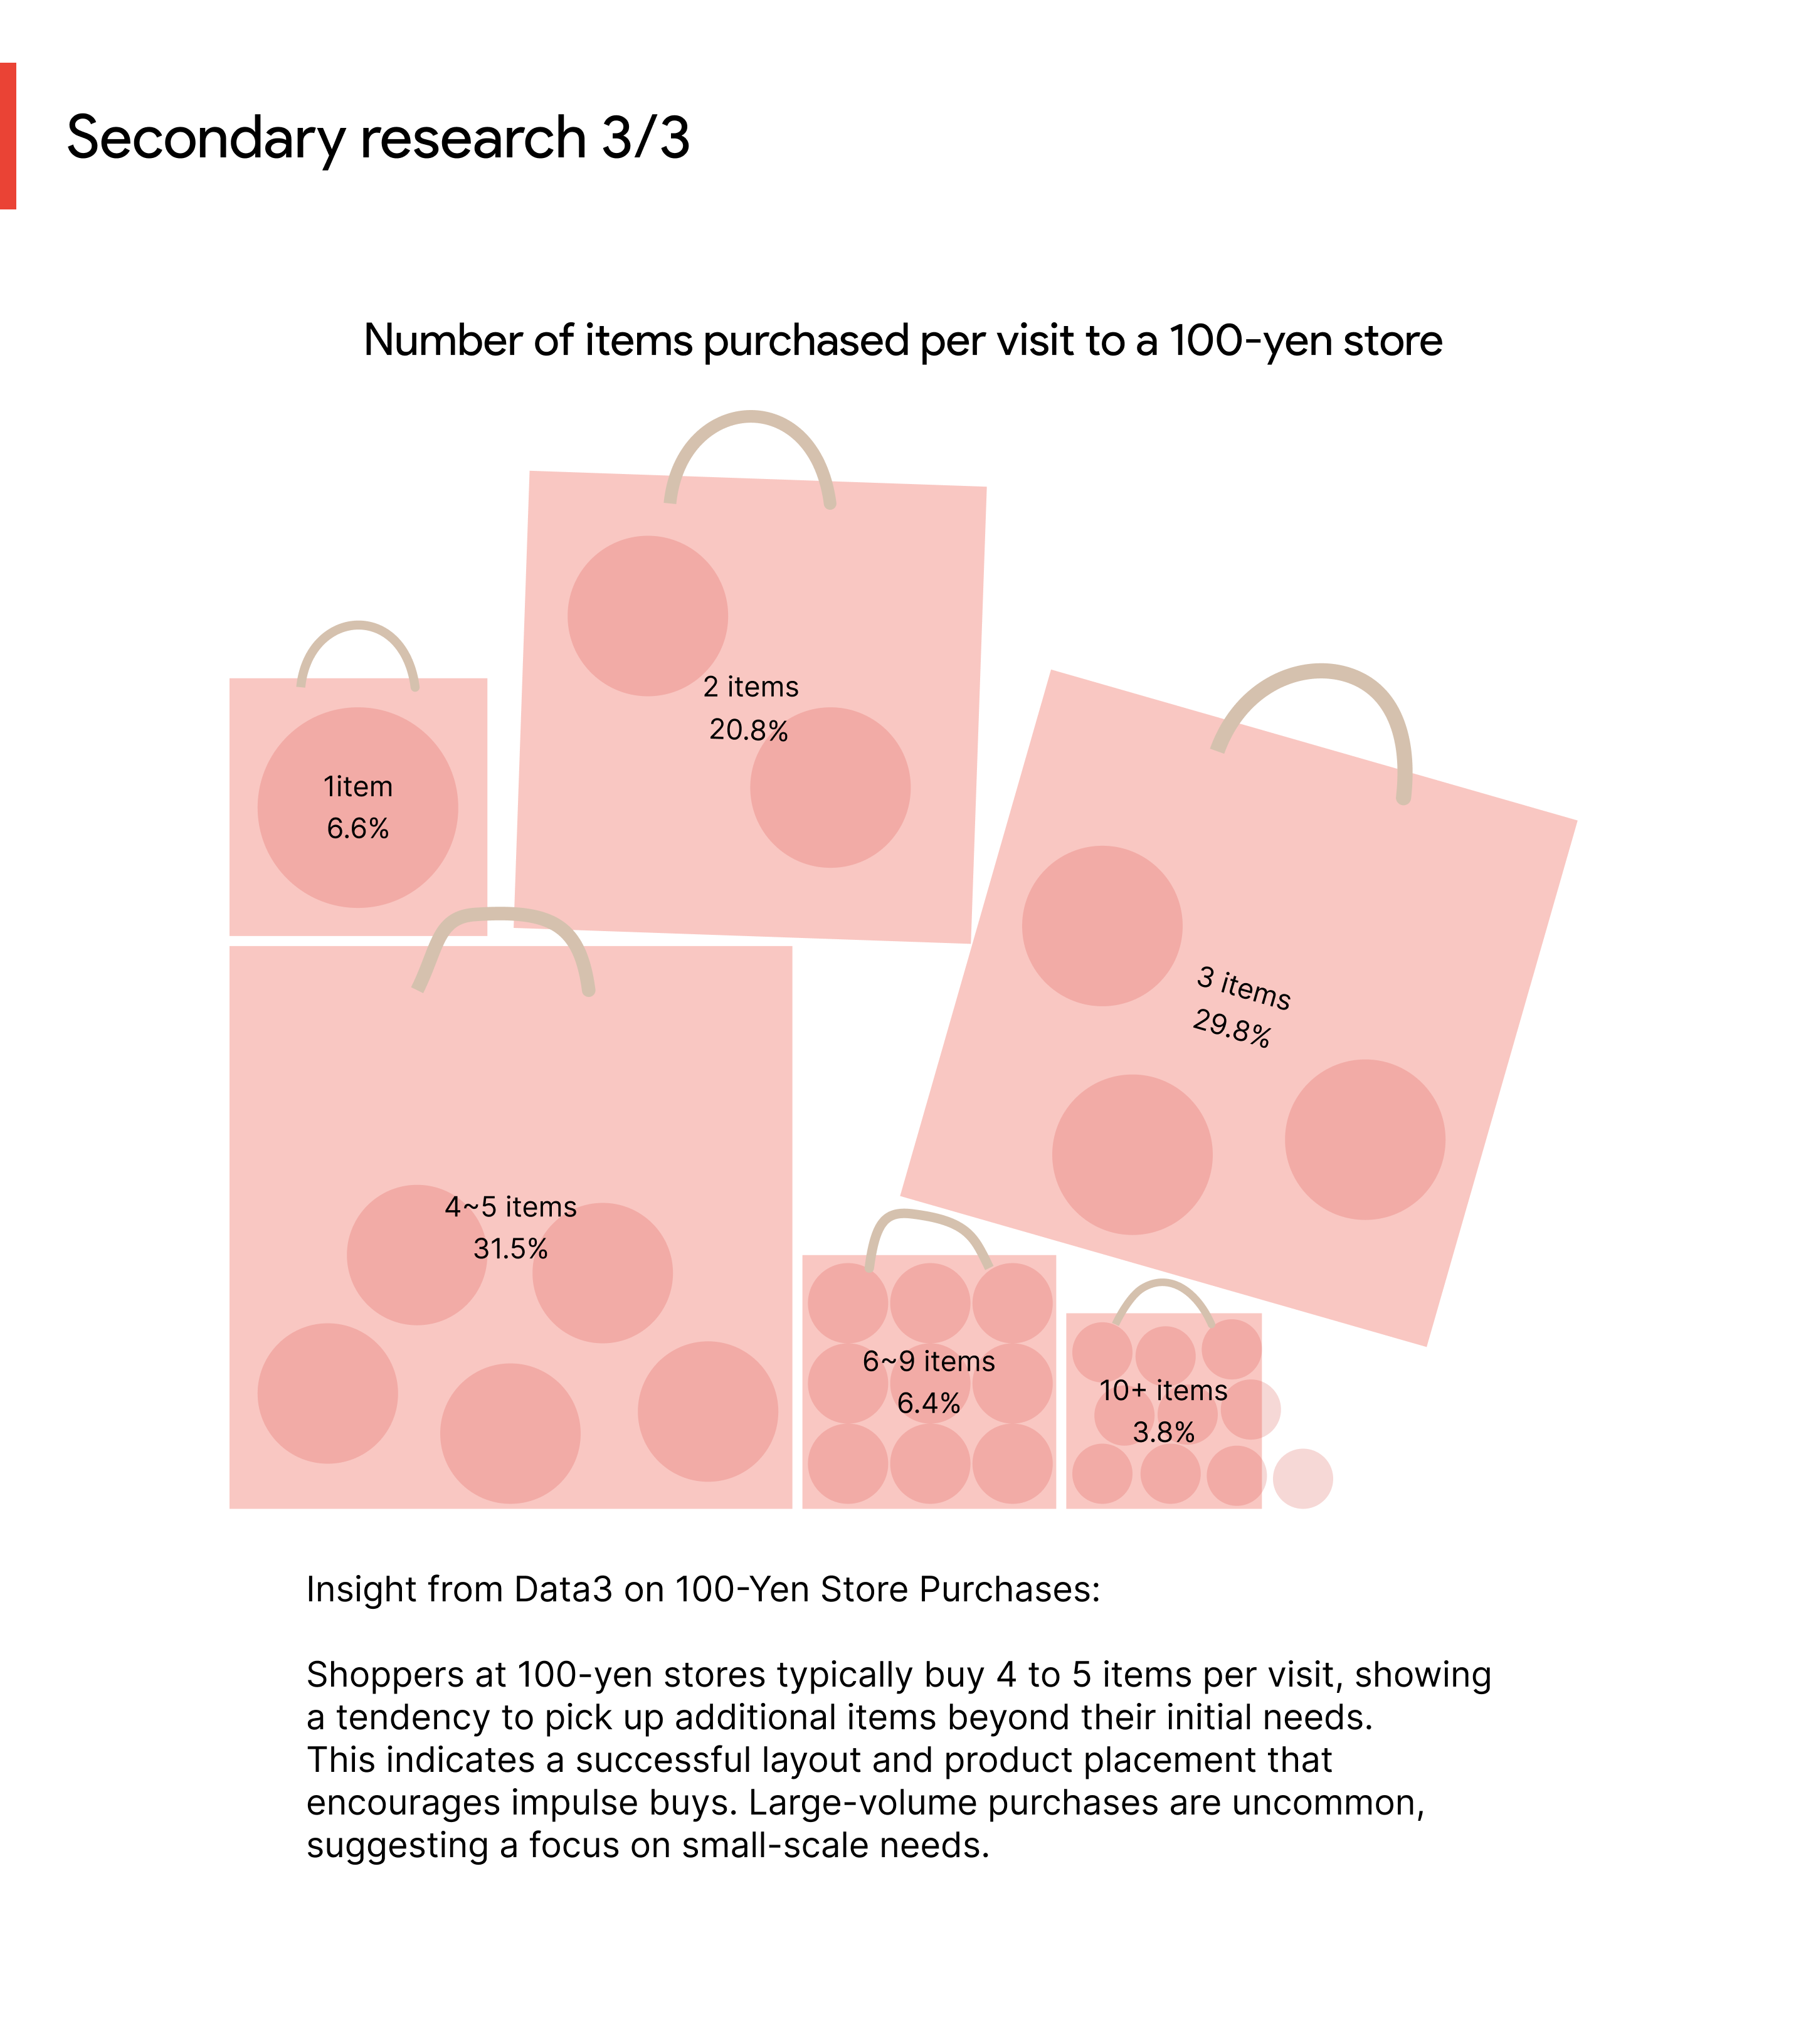 Secondary research 3/3
Number of items purchased per visit to a 100-yen store
2 items
20.8%
1item
6.6%
3 items
29.8%
4~5 items
31.5%
6~9 items
6.4%
10+ items
3.8%
Insight from Data3 on 100-Yen Store Purchases:
Shoppers at 100-yen stores typically buy 4 to 5 items per visit, showing
a tendency to pick up additional items beyond their initial needs.
This indicates a successful layout and product placement that
encourages impulse buys. Large-volume purchases are uncommon,
suggesting a focus on small-scale needs.